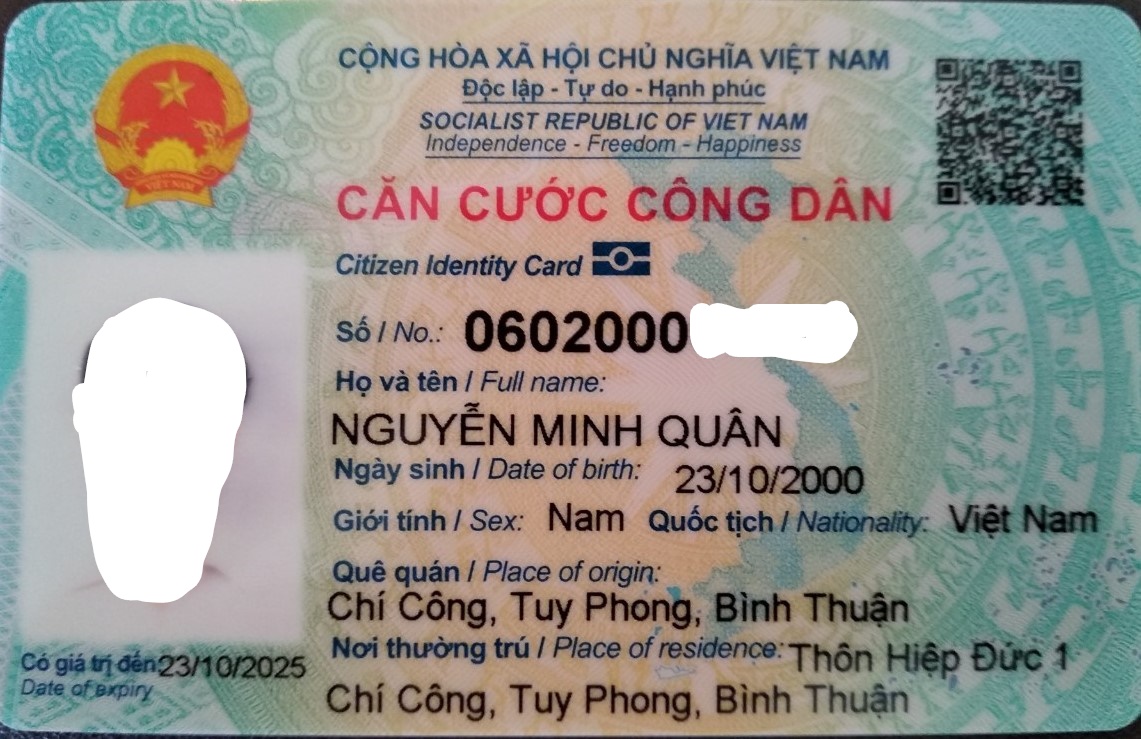 CỘNG HÒA XÃ HỘI CHỦ NGHĨA VIỆT NAM
Độc lập - Tự do - Hạnh phúc
SOCIALIST REPUBLIC OF VIET NAM
Independence - Freedom - Happiness
CĂN CƯỚC CÔNG DÂN
Citizen Identity Card
Số / No.: 0602000
Họ và tên / Full name:
NGUYỄN MINH QUÂN
Ngày sinh / Date of birth: 23/10/2000
Giới tính / Sex: Nam Quốc tịch / Nationality: Việt Nam
Quê quán / Place of origin:
Chí Công, Tuy Phong, Bình Thuận
Nơi thường trú / Place of residence: Thôn Hiệp Đức 1
Chí Công, Tuy Phong, Bình Thuận
Có giá trị đến 23/10/2025
Date of expiry
VIỆT NAM